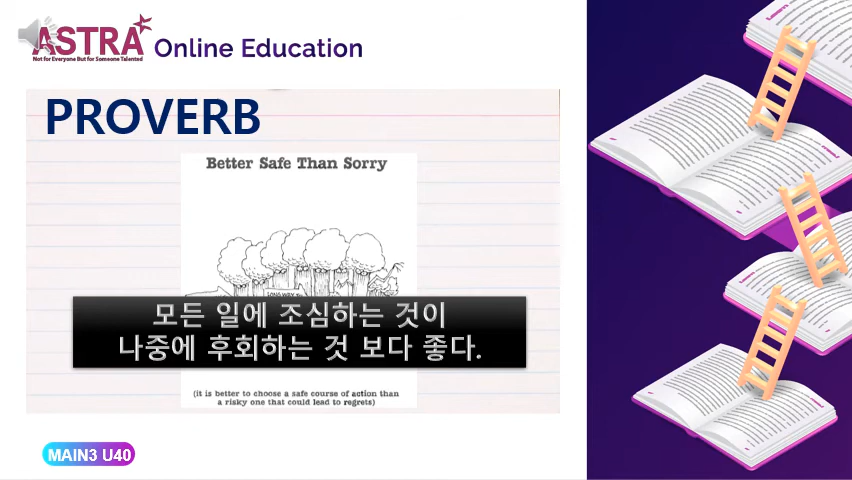 ASTRA
Not for Everyone But for Someone Talented
Online Education
PROVERB
Better Safe Than Sorry
모든 일에 조심하는 것이
나중에 후회하는 것 보다 좋다.
(it is better to choose a safe course of action than
a risky one that could lead to regrets)
MAIN3 U40